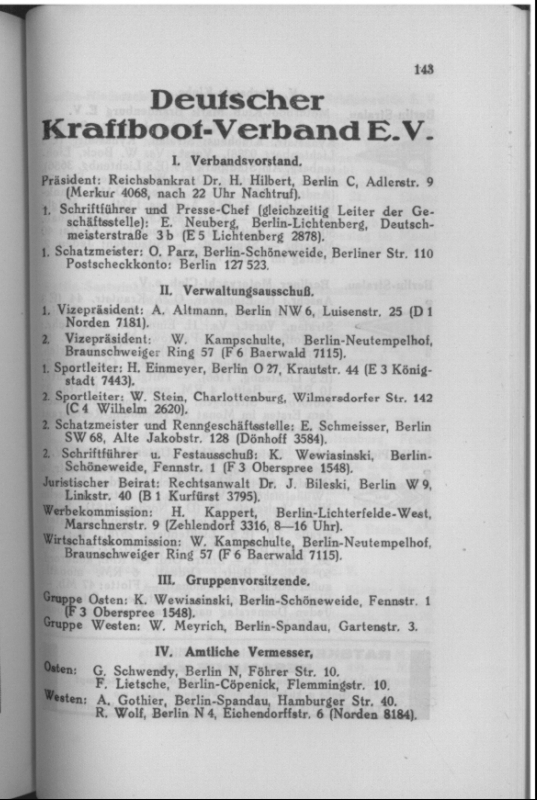 143
Deutscher
Kraftboot-Verband E.V.
I. Verbandsvorstand.
Präsident: Reichsbankrat Dr. H. Hilbert, Berlin C, Adlerstr. 9
(Merkur 4068, nach 22 Uhr Nachtruf).
1. Schriftführer und Presse-Chef (gleichzeitig Leiter der Ge-
schäftsstelle): E. Neuberg, Berlin-Lichtenberg, Deutsch-
meisterstraße 3 b (E 5 Lichtenberg 2878).
1. Schatzmeister: O. Parz, Berlin-Schöneweide, Berliner Str. 110
Postscheckkonto: Berlin 127 523.
II. Verwaltungsausschuß.
1. Vizepräsident: A. Altmann, Berlin NW 6, Luisenstr. 25 (D 1
Norden 7181).
2. Vizepräsident: W. Kampschulte, Berlin-Neutempelhof,
Braunschweiger Ring 57 (F 6 Baerwald 7115).
1. Sportleiter: H. Einmeyer, Berlin O 27, Krautstr. 44 (E 3 König-
stadt 7443).
2. Sportleiter: W. Stein, Charlottenburg, Wilmersdorfer Str. 142
(C 4 Wilhelm 2620).
2. Schatzmeister und Renngeschäftsstelle: E. Schmeisser, Berlin
SW 68, Alte Jakobstr. 128 (Dönhoff 3584).
2. Schriftführer u. Festausschuß: K. Wewiasinski, Berlin-
Schöneweide, Fennstr. 1 (F 3 Oberspree 1548).
Juristischer Beirat: Rechtsanwalt Dr. J. Bileski, Berlin W 9,
Linkstr. 40 (B 1 Kurfürst 3795).
Werbekommission: H. Kappert, Berlin-Lichterfelde-West,
Marschnerstr. 9 (Zehlendorf 3316, 8—16 Uhr).
Wirtschaftskommission: W. Kampschulte, Berlin-Neutempelhof,
Braunschweiger Ring 57 (F 6 Baerwald 7115).
III. Gruppenvorsitzende.
Gruppe Osten: K. Wewiasinski, Berlin-Schöneweide, Fennstr. 1
(F 3 Oberspree 1548).
Gruppe Westen: W. Meyrich, Berlin-Spandau, Gartenstr. 3.
IV. Amtliche Vermesser.
Osten: G. Schwendy, Berlin N, Föhrer Str. 10.
F. Lietsche, Berlin-Cöpenick, Flemmingstr. 10.
Westen: A. Gothier, Berlin-Spandau, Hamburger Str. 40.
R. Wolf, Berlin N 4, Eichendorffstr. 6 (Norden 8184).